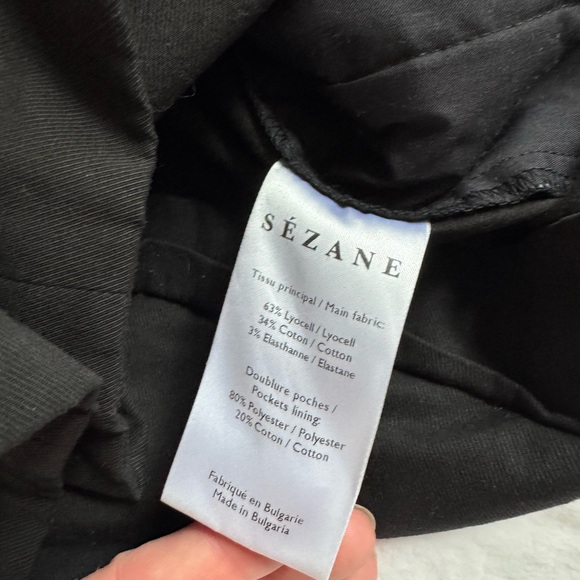 SÉZANE
Tissu principal / Main fabric:
63% Lyocell / Lyocell
34% Coton / Cotton
3% Elasthanne / Elastane
Doublure poches /
Pockets lining:
80% Polyester / Polyester
20% Coton / Cotton
Fabriqué en Bulgarie
Made in Bulgaria